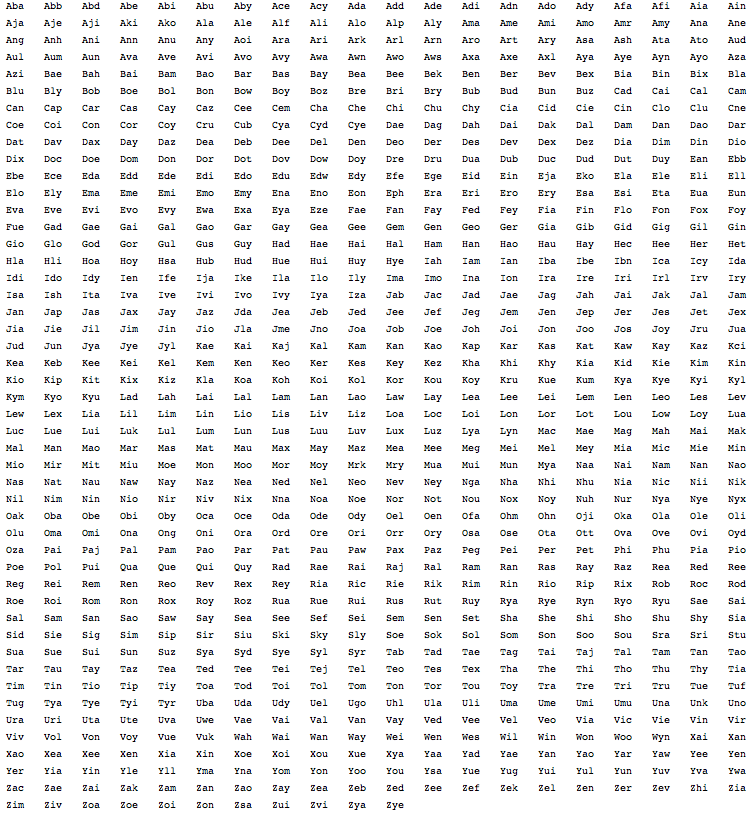 Aba Abb Abd Abe Abi Abu Aby Ace Acy Ada Add Ade Adi Adn Ado Ady Afa Afi Aia Ain
Aja Aje Aji Aki Ako Ala Ale Alf Ali Alo Alp Aly Ama Ame Ami Amo Amr Amy Ana Ane
Ang Anh Ani Ann Anu Any Aoi Ara Ari Ark Arl Arn Aro Art Ary Asa Ash Ata Ato Aud
Aul Aum Aun Ava Ave Avi Avo Avy Awa Awn Awo Aws Axa Axe Axl Aya Aye Ayn Ayo Aza
Azi Bae Bah Bai Bam Bao Bar Bas Bay Bea Bee Bek Ben Ber Bev Bex Bia Bin Bix Bla
Blu Bly Bob Boe Bol Bon Bow Boy Boz Bre Bri Bry Bub Bud Bun Buz Cad Cai Cal Cam
Can Cap Car Cas Cay Caz Cee Cem Cha Che Chi Chu Chy Cia Cid Cie Cin Clo Clu Cne
Coe Coi Con Cor Coy Cru Cub Cya Cyd Cye Dae Dag Dah Dai Dak Dal Dam Dan Dao Dar
Dat Dav Dax Day Daz Dea Deb Dee Del Den Deo Der Des Dev Dex Dez Dia Dim Din Dio
Dix Doc Doe Dom Don Dor Dot Dov Dow Doy Dre Dru Dua Dub Duc Dud Dut Duy Ean Ebb
Ebe Ece Eda Edd Ede Edi Edo Edu Edw Edy Efe Ege Eid Ein Eja Eko Ela Ele Eli Ell
Elo Ely Ema Eme Emi Emo Emy Ena Eno Eon Eph Era Eri Ero Ery Esa Esi Eta Eua Eun
Eva Eve Evi Evo Evy Ewa Exa Eya Eze Fae Fan Fay Fed Fey Fia Fin Flo Fon Fox Foy
Fue Gad Gae Gai Gal Gao Gar Gay Gea Gee Gem Gen Geo Ger Gia Gib Gid Gig Gil Gin
Gio Glo God Gor Gul Gus Guy Had Hae Hai Hal Ham Han Hao Hau Hay Hec Hee Her Het
Hla Hli Hoa Hoy Hsa Hub Hud Hue Hui Huy Hye Iah Iam Ian Iba Ibe Ibn Ica Icy Ida
Idi Ido Idy Ien Ife Ija Ike Ila Ilo Ily Ima Imo Ina Ion Ira Ire Iri Irl Irv Iry
Isa Ish Ita Iva Ive Ivi Ivo Ivy Iya Iza Jab Jac Jad Jae Jag Jah Jai Jak Jal Jam
Jan Jap Jas Jax Jay Jaz Jda Jea Jeb Jed Jee Jef Jeg Jem Jen Jep Jer Jes Jet Jex
Jia Jie Jil Jim Jin Jio Jla Jme Jno Joa Job Joe Joh Joi Jon Joo Jos Joy Jru Jua
Jud Jun Jya Jye Jyl Kae Kai Kaj Kal Kam Kan Kao Kap Kar Kas Kat Kaw Kay Kaz Kci
Kea Keb Kee Kei Kel Kem Ken Keo Ker Kes Key Kez Kha Khi Khy Kia Kid Kie Kim Kin
Kio Kip Kit Kix Kiz Kla Koa Koh Koi Kol Kor Kou Koy Kru Kue Kum Kya Kye Kyi Kyl
Kym Kyo Kyu Lad Lah Lai Lal Lam Lan Lao Law Lay Lea Lee Lei Lem Len Leo Les Lev
Lew Lex Lia Lil Lim Lin Lio Lis Liv Liz Loa Loc Loi Lon Lor Lot Lou Low Loy Lua
Luc Lue Lui Luk Lul Lum Lun Lus Luu Luv Lux Luz Lya Lyn Mac Mae Mag Mah Mai Mak
Mal Man Mao Mar Mas Mat Mau Max May Maz Mea Mee Meg Mei Mel Mey Mia Mic Mie Min
Mio Mir Mit Miu Moe Mon Moo Mor Moy Mrk Mry Mua Mui Mun Mya Naa Nai Nam Nan Nao
Nas Nat Nau Naw Nay Naz Nea Ned Nel Neo Nev Ney Nga Nha Nhi Nhu Nia Nic Nii Nik
Nil Nim Nin Nio Nir Niv Nix Nna Noa Noe Nor Not Nou Nox Noy Nuh Nur Nya Nye Nyx
Oak Oba Obe Obi Oby Oca Oce Oda Ode Ody Oel Oen Ofa Ohm Ohn Oji Oka Ola Ole Oli
Olu Oma Omi Ona Ong Oni Ora Ord Ore Ori Orr Ory Osa Ose Ota Ott Ova Ove Ovi Oyd
Oza Pai Paj Pal Pam Pao Par Pat Pau Paw Pax Paz Peg Pei Per Pet Phi Phu Pia Pio
Poe Pol Pui Qua Que Qui Quy Rad Rae Rai Raj Ral Ram Ran Ras Ray Raz Rea Red Ree
Reg Rei Rem Ren Reo Rev Rex Rey Ria Ric Rie Rik Rim Rin Rio Rip Rix Rob Roc Rod
Roe Roi Rom Ron Rox Roy Roz Rua Rue Rui Rus Rut Ruy Rya Rye Ryn Ryo Ryu Sae Sai
Sal Sam San Sao Saw Say Sea See Sef Sei Sem Sen Set Sha She Shi Sho Shu Shy Sia
Sid Sie Sig Sim Sip Sir Siu Ski Sky Sly Soe Sok Sol Som Son Soo Sou Sra Sri Stu
Sua Sue Sui Sun Suz Sya Syd Sye Syl Syr Tab Tad Tae Tag Tai Taj Tal Tam Tan Tao
Tar Tau Tay Taz Tea Ted Tee Tei Tej Tel Teo Tes Tex Tha The Thi Tho Thu Thy Tia
Tim Tin Tio Tip Tiy Toa Tod Toi Tol Tom Ton Tor Tou Toy Tra Tre Tri Tru Tue Tuf
Tug Tya Tye Tyi Tyr Uba Uda Udy Uel Ugo Uhl Ula Uli Uma Ume Umi Umu Una Unk Uno
Ura Uri Uta Ute Uva Uwe Vae Vai Val Van Vay Ved Vee Vel Veo Via Vic Vie Vin Vir
Viv Vol Von Voy Vue Vuk Wah Wai Wan Way Wei Wen Wes Wil Win Won Woo Wyn Xai Xan
Xao Xea Xee Xen Xia Xin Xoe Xoi Xou Xue Xya Yaa Yad Yae Yan Yao Yar Yaw Yee Yen
Yer Yia Yin Yle Yll Yma Yna Yom Yon Yoo You Ysa Yue Yug Yui Yul Yun Yuv Yva Ywa
Zac Zae Zai Zak Zam Zan Zao Zay Zea Zeb Zed Zee Zef Zek Zel Zen Zer Zev Zhi Zia
Zim Ziv Zoa Zoe Zoi Zon Zsa Zui Zvi Zya Zye